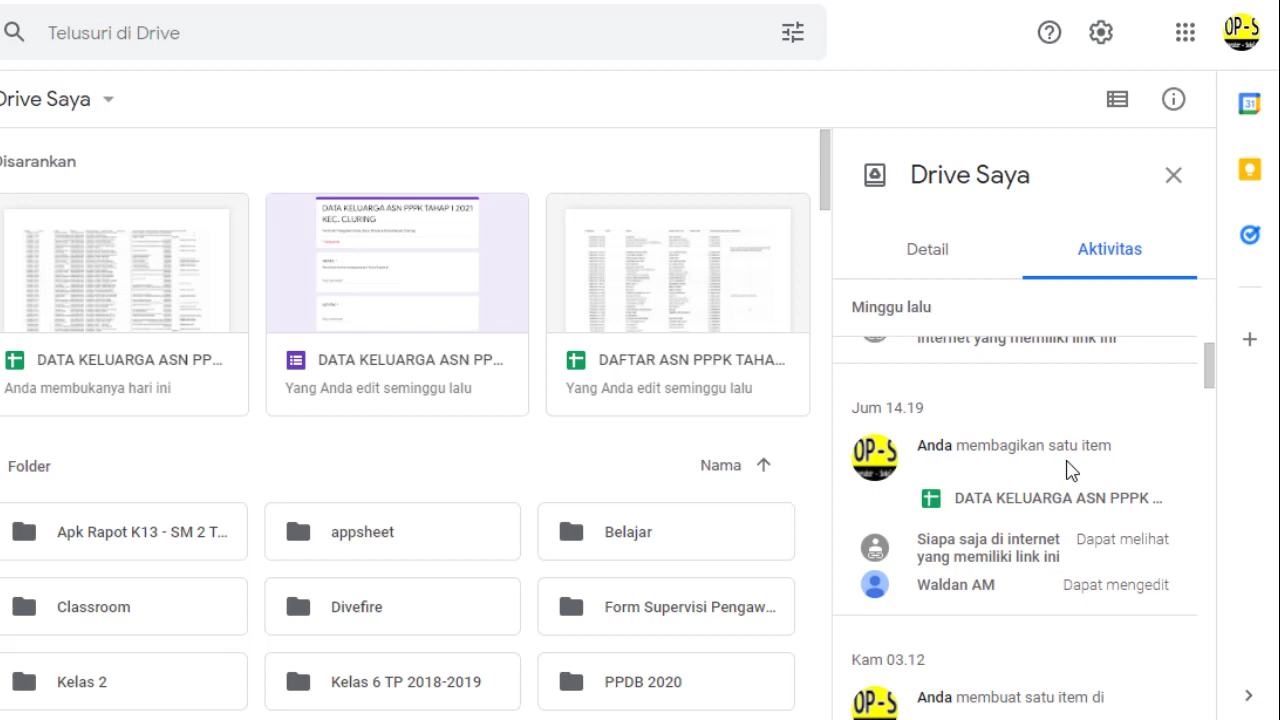 Telusuri di Drive
OP-S
Drive Saya
31
Disarankan
Drive Saya
DATA KELUARGA ASN PPPK TAHAP I 2021
KEC. CLURING
Detail
Aktivitas
Minggu lalu
internet yang memiliki link ini
DATA KELUARGA ASN PP...
DATA KELUARGA ASN PP...
DAFTAR ASN PPPK TAHA...
Anda membukanya hari ini
Yang Anda edit seminggu lalu
Yang Anda edit seminggu lalu
Jum 14.19
OP-S
Anda membagikan satu item
DATA KELUARGA ASN PPPK ...
Siapa saja di internet
yang memiliki link ini
Dapat melihat
Waldan AM
Dapat mengedit
Folder
Nama
Apk Rapot K13 - SM 2 T...
appsheet
Belajar
Classroom
Divefire
Form Supervisi Pengaw...
Kelas 2
Kelas 6 TP 2018-2019
PPDB 2020
Kam 03.12
OP-S
Anda membuat satu item di